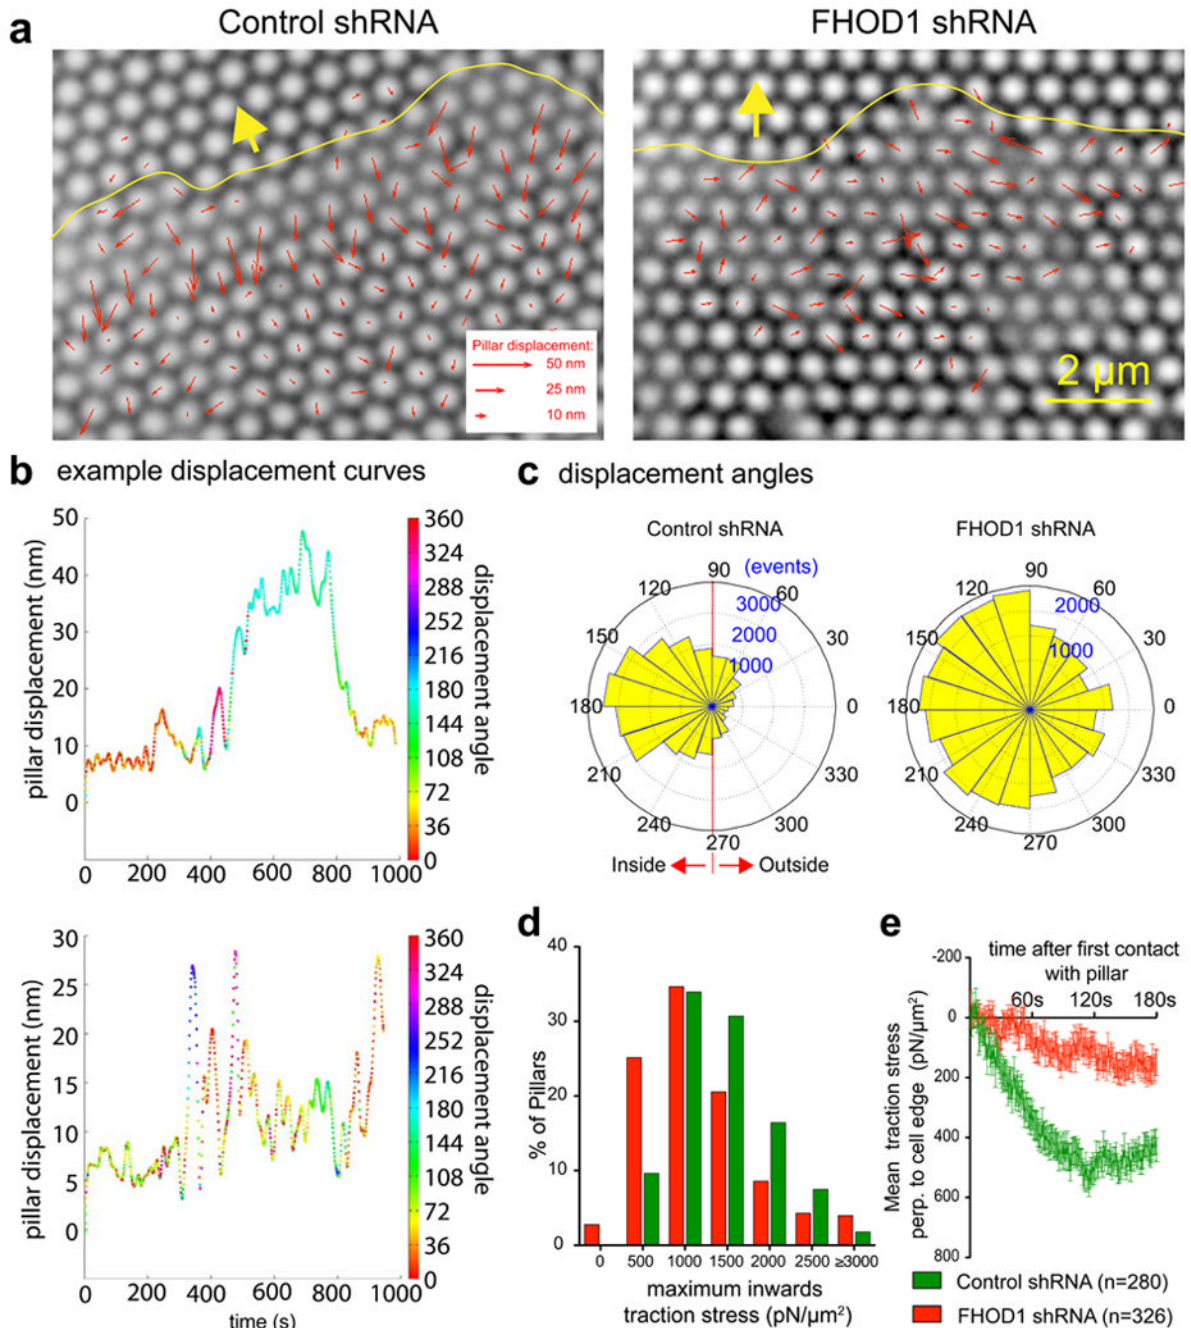 a
Control shRNA
FHOD1 shRNA
Pillar displacement:
50 nm
25 nm
10 nm
2 µm
b example displacement curves
pillar displacement (nm)
50
40
30
20
10
0
0 200 400 600 800 1000
360
324
288
252
216
180
144
108
72
36
0
displacement angle
pillar displacement (nm)
30
25
20
15
10
5
0
0 200 400 600 800 1000
time (s)
360
324
288
252
216
180
144
108
72
36
0
displacement angle
c displacement angles
Control shRNA
90 (events)
120 60
3000
150 2000 30
1000
180 0
210 330
240 300
270
Inside Outside
FHOD1 shRNA
90
120 60
2000
150 30
1000
180 0
210 330
240 300
270
d
% of Pillars
40
30
20
10
0
0 500 1000 1500 2000 2500 ≥3000
maximum inwards
traction stress (pN/µm²)
e
time after first contact
with pillar
60s 120s 180s
Mean traction stress
perp. to cell edge (pN/µm²)
-200
0
200
400
600
800
Control shRNA (n=280)
FHOD1 shRNA (n=326)